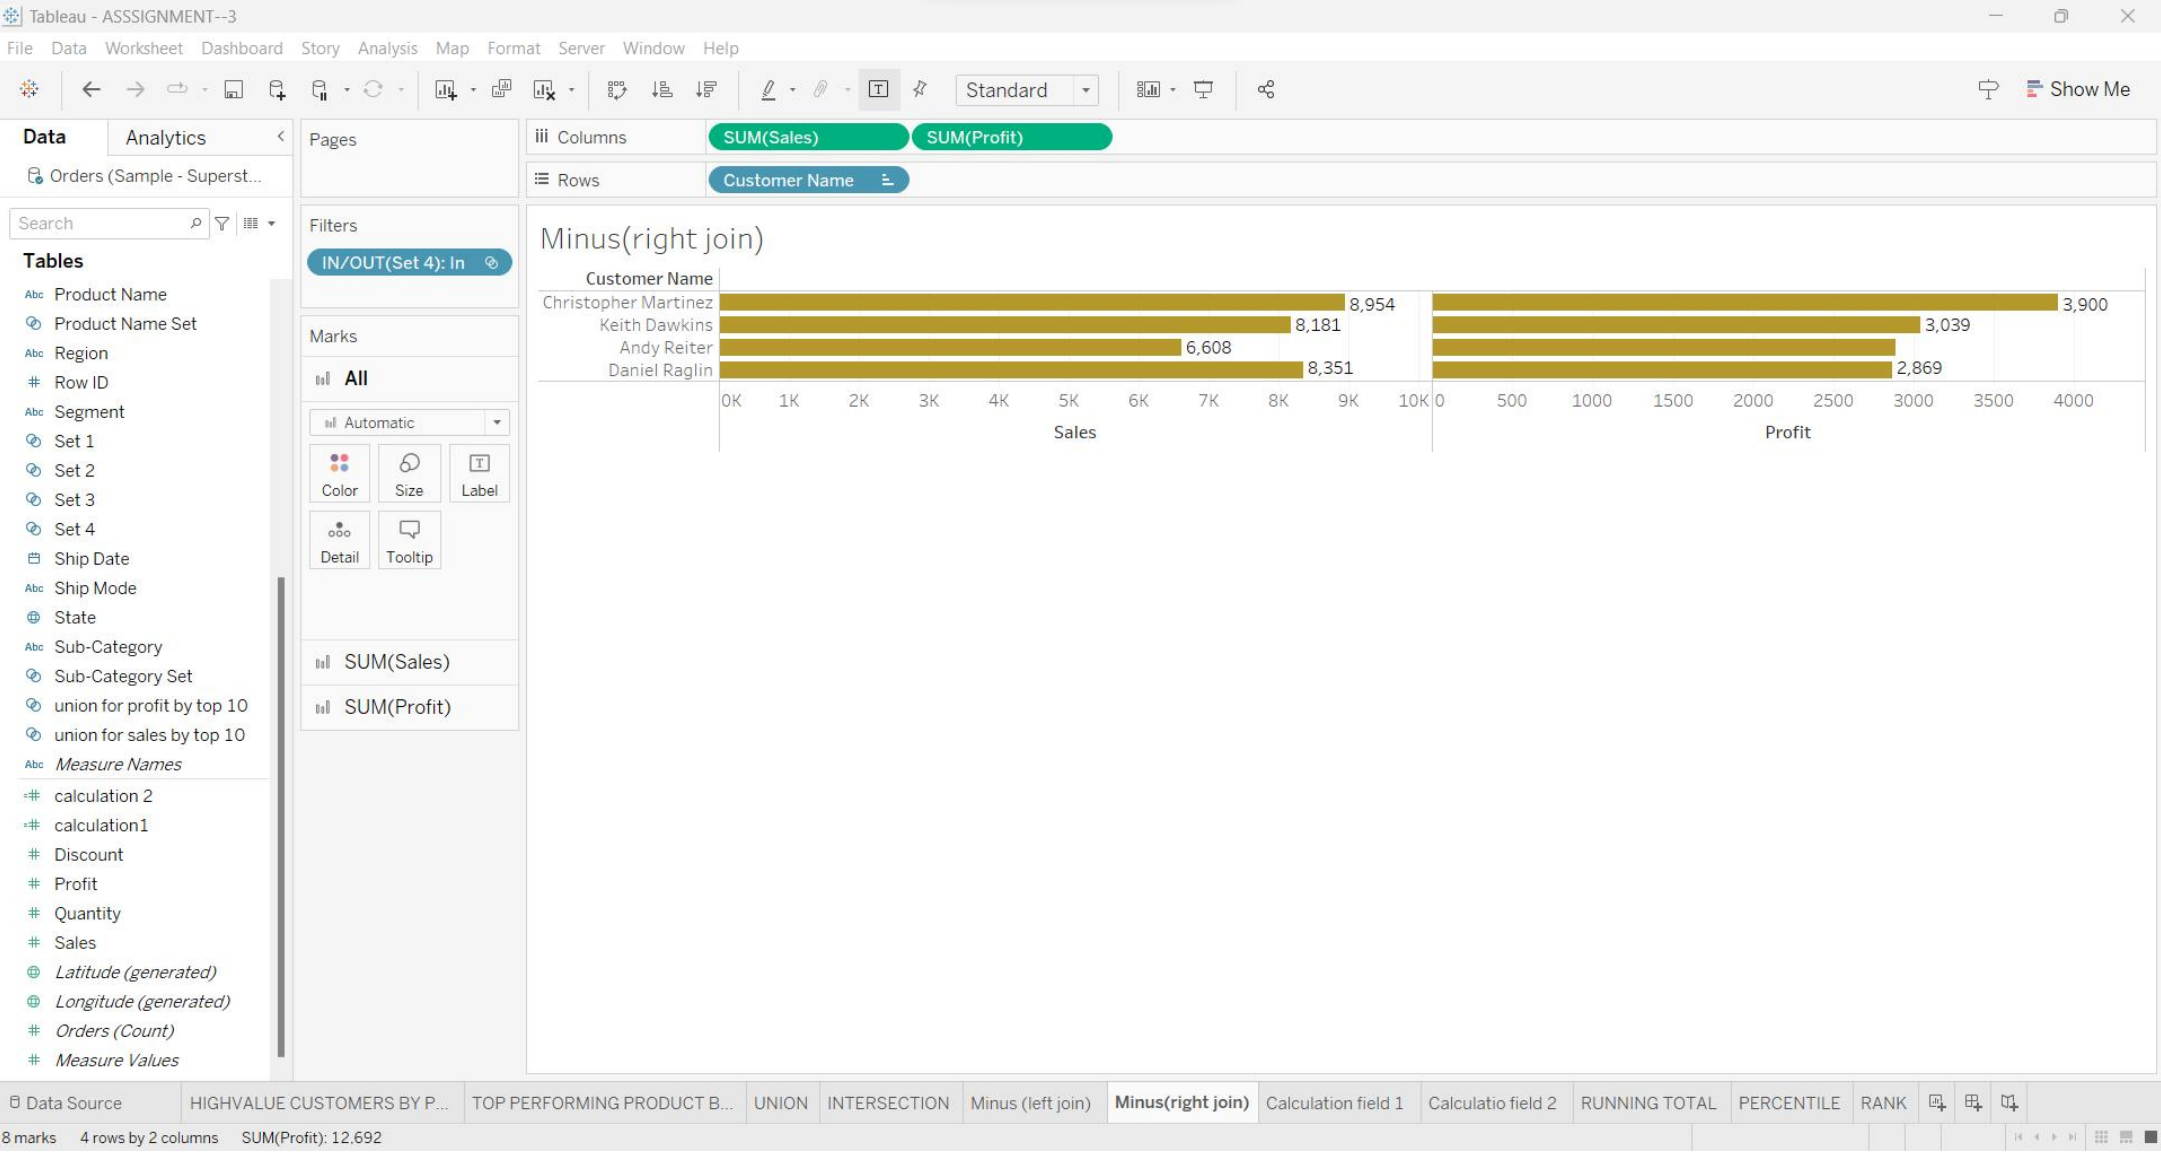 Tableau - ASSSIGNMENT--3
File Data Worksheet Dashboard Story Analysis Map Format Server Window Help
Standard
Show Me
Data Analytics
Orders (Sample - Superst...
Search
Tables
Abc Product Name
Product Name Set
Abc Region
# Row ID
Abc Segment
Set 1
Set 2
Set 3
Set 4
Ship Date
Abc Ship Mode
State
Abc Sub-Category
Sub-Category Set
union for profit by top 10
union for sales by top 10
Abc Measure Names
=# calculation 2
=# calculation1
# Discount
# Profit
# Quantity
# Sales
Latitude (generated)
Longitude (generated)
# Orders (Count)
# Measure Values
Pages
Filters
IN/OUT(Set 4): In
Marks
All
Automatic
Color Size Label
Detail Tooltip
SUM(Sales)
SUM(Profit)
Columns SUM(Sales) SUM(Profit)
Rows Customer Name
Minus(right join)
Customer Name
Christopher Martinez 8,954 3,900
Keith Dawkins 8,181 3,039
Andy Reiter 6,608
Daniel Raglin 8,351 2,869
0K 1K 2K 3K 4K 5K 6K 7K 8K 9K 10K 0 500 1000 1500 2000 2500 3000 3500 4000
Sales Profit
Data Source HIGHVALUE CUSTOMERS BY P... TOP PERFORMING PRODUCT B... UNION INTERSECTION Minus (left join) Minus(right join) Calculation field 1 Calculatio field 2 RUNNING TOTAL PERCENTILE RANK
8 marks 4 rows by 2 columns SUM(Profit): 12,692